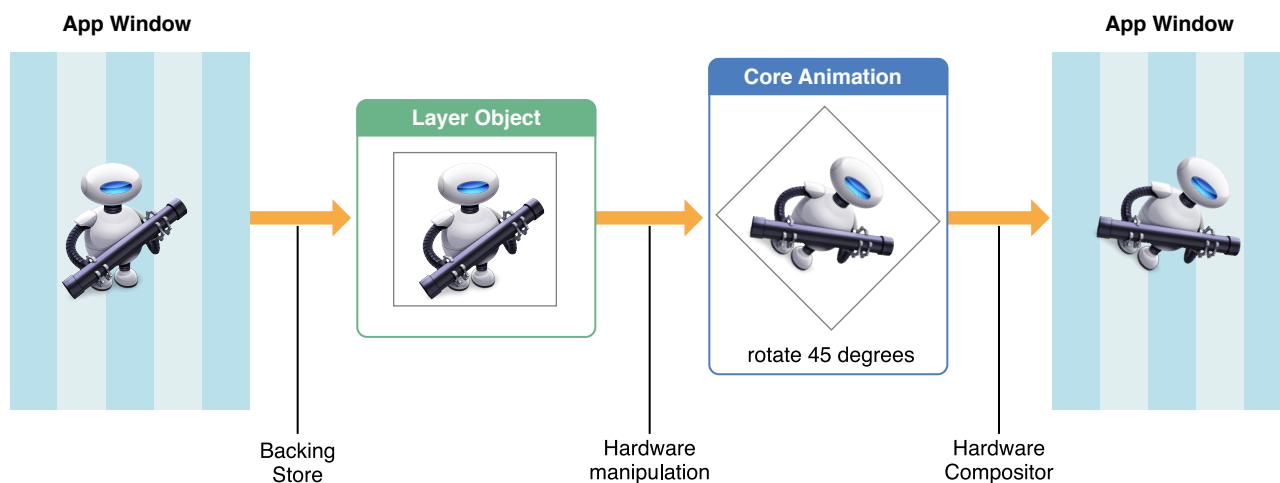 App Window
App Window
Core Animation
Layer Object
rotate 45 degrees
Backing
Store
Hardware
manipulation
Hardware
Compositor